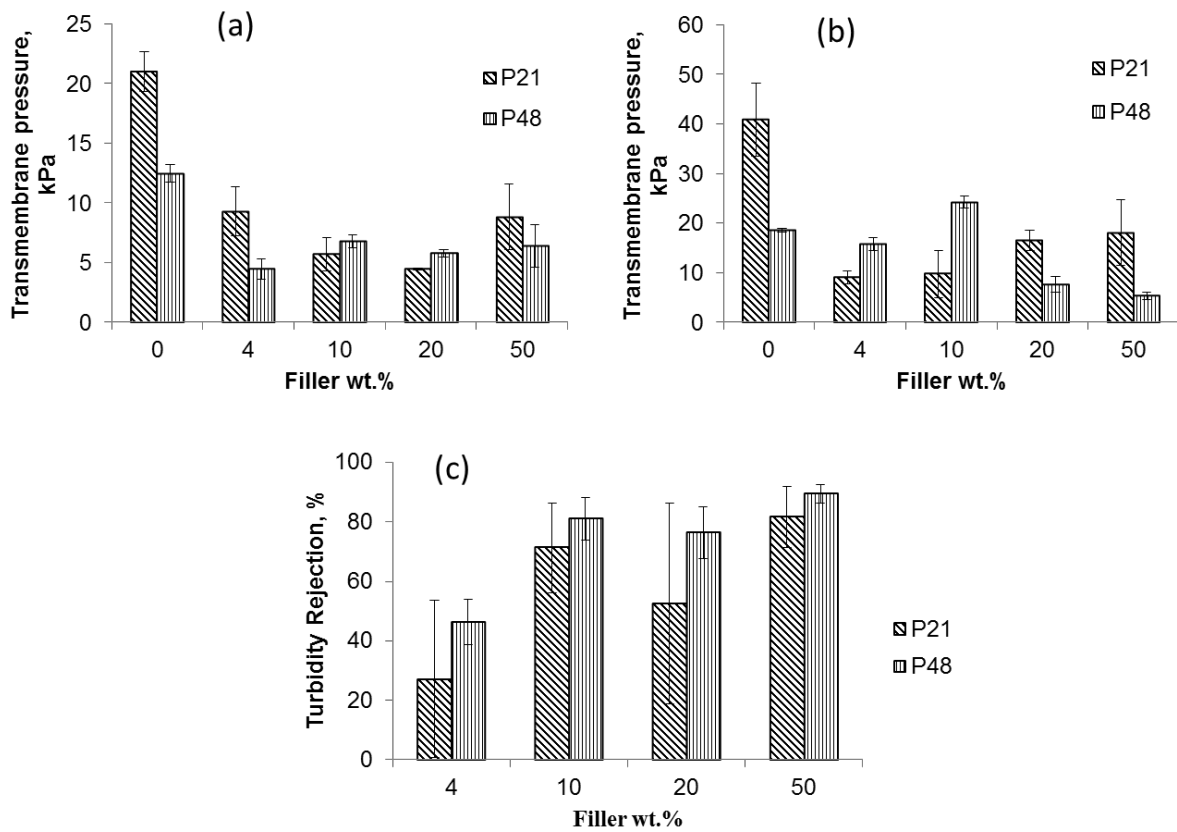 (a)
Transmembrane pressure,
kPa
25
20
15
10
5
0
P21
P48
0 4 10 20 50
Filler wt.%
(b)
Transmembrane pressure,
kPa
60
50
40
30
20
10
0
P21
P48
0 4 10 20 50
Filler wt.%
(c)
Turbidity Rejection, %
100
80
60
40
20
0
P21
P48
4 10 20 50
Filler wt.%